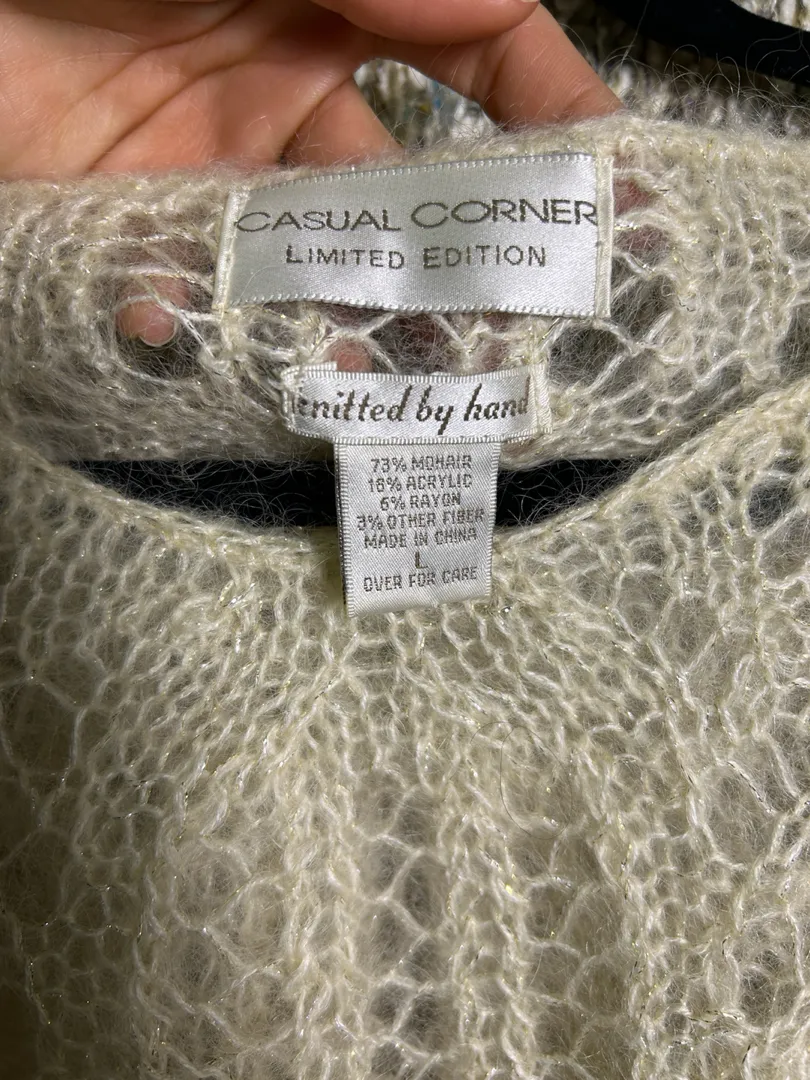 CASUAL CORNER
LIMITED EDITION
knitted by hand
73% MOHAIR
18% ACRYLIC
6% RAYON
3% OTHER FIBER
MADE IN CHINA
L
OVER FOR CARE